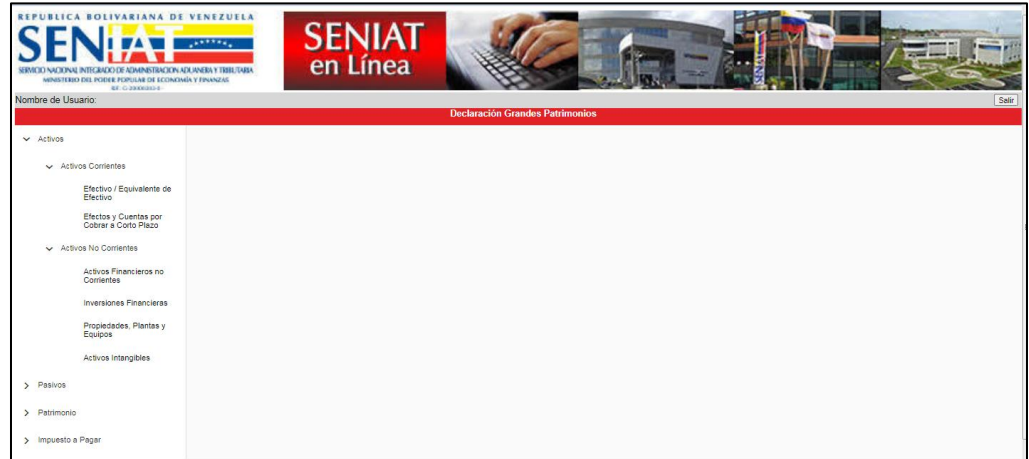 REPUBLICA BOLIVARIANA DE VENEZUELA
SENIAT
SERVICIO NACIONAL INTEGRADO DE ADMINISTRACION ADUANERA Y TRIBUTARIA
MINISTERIO DEL PODER POPULAR DE ECONOMÍA Y FINANZAS
SENIAT
en Línea
SENIAT
Nombre de Usuario:
Salir
Declaración Grandes Patrimonios
Activos
Activos Corrientes
Efectivo / Equivalente de
Efectivo
Efectos y Cuentas por
Cobrar a Corto Plazo
Activos No Corrientes
Activos Financieros no
Corrientes
Inversiones Financieras
Propiedades, Plantas y
Equipos
Activos Intangibles
Pasivos
Patrimonio
Impuesto a Pagar